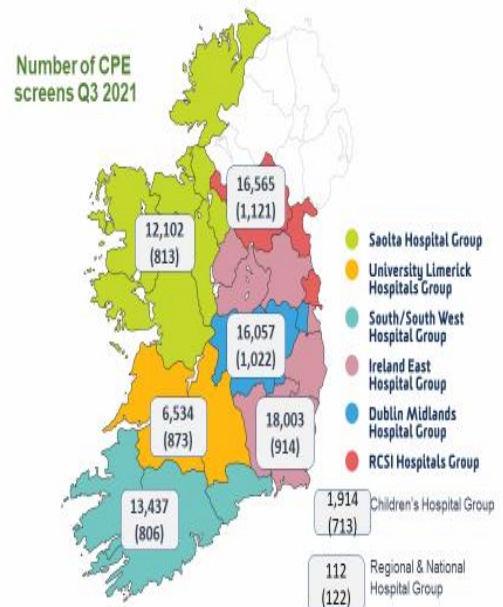 Number of CPE
screens Q3 2021
16,565
(1,121)
12,102
(813)
16,057
(1,022)
6,534
(873)
18,003
(914)
13,437
(806)
Saolta Hospital Group
University Limerick
Hospitals Group
South/South West
Hospital Group
Ireland East
Hospital Group
Dublin Midlands
Hospital Group
RCSI Hospitals Group
1,914
(713)
Children's Hospital Group
112
(122)
Regional & National
Hospital Group